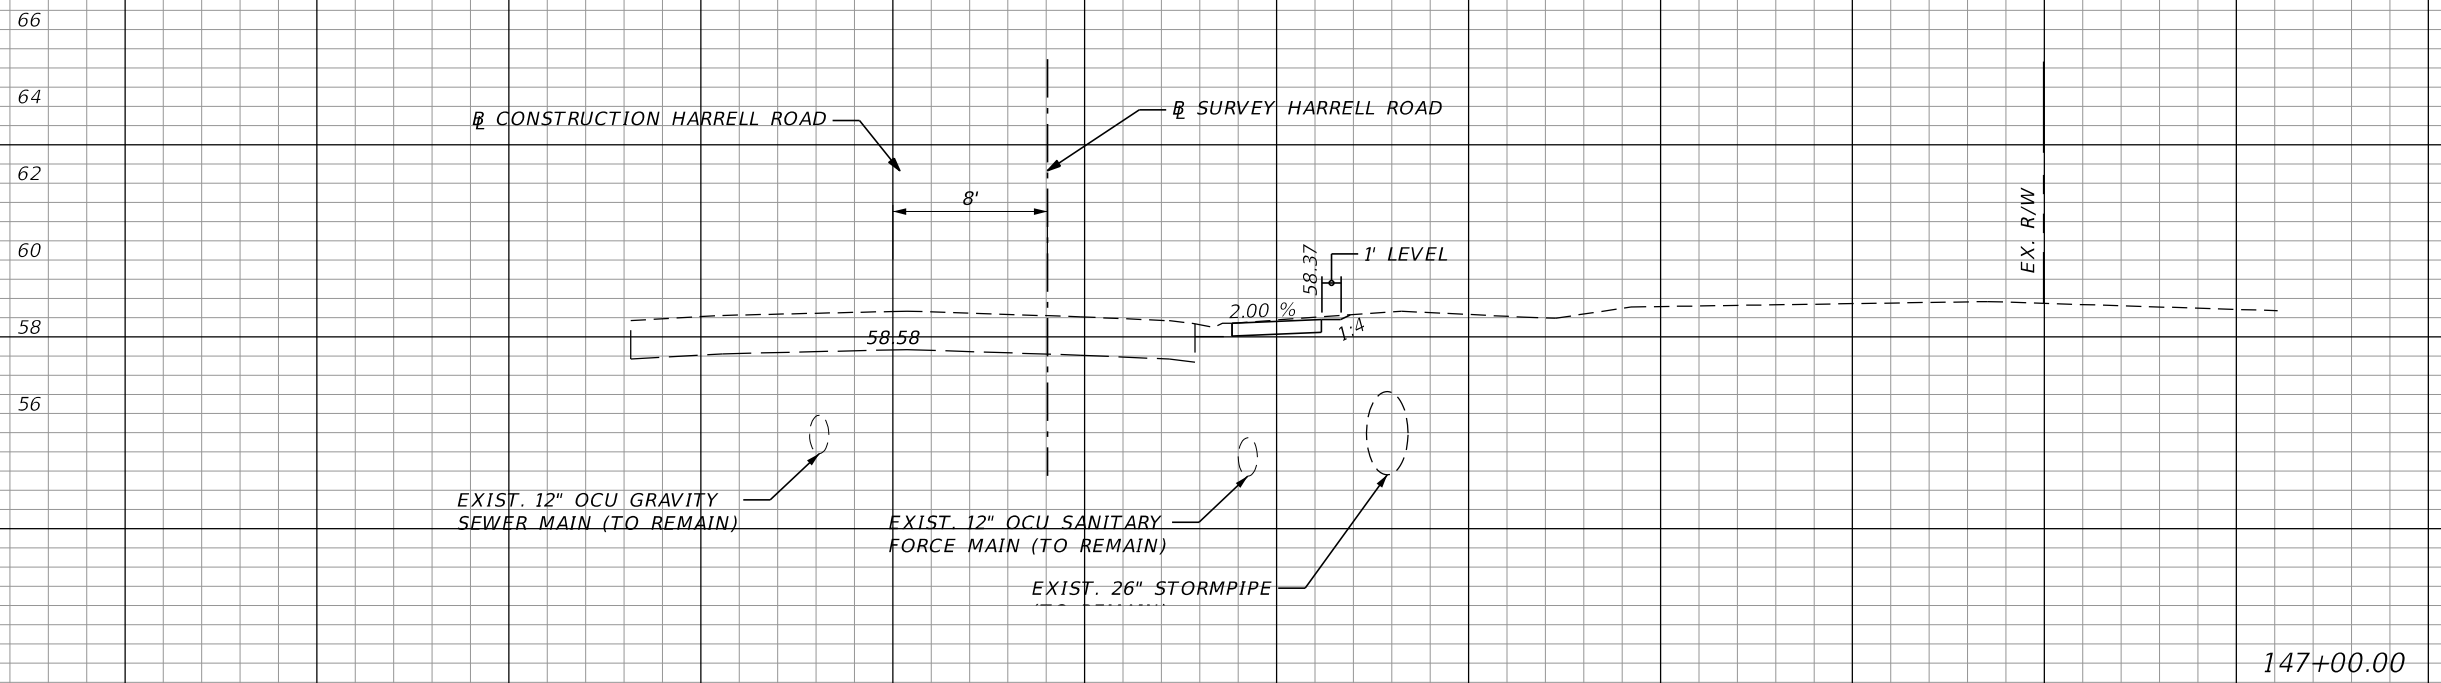 66
64
℄ CONSTRUCTION HARRELL ROAD
℄ SURVEY HARRELL ROAD
62
8'
EX. R/W
60
58.37
1' LEVEL
2.00 %
58
58.58
1:4
56
EXIST. 12" OCU GRAVITY
SEWER MAIN (TO REMAIN)
EXIST. 12" OCU SANITARY
FORCE MAIN (TO REMAIN)
EXIST. 26" STORMPIPE
147+00.00